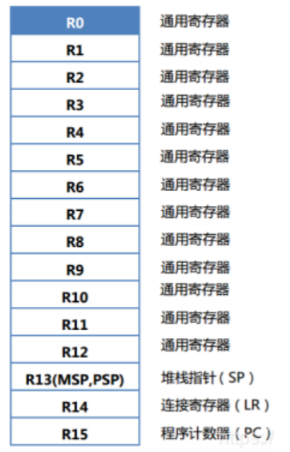 R0 通用寄存器
R1 通用寄存器
R2 通用寄存器
R3 通用寄存器
R4 通用寄存器
R5 通用寄存器
R6 通用寄存器
R7 通用寄存器
R8 通用寄存器
R9 通用寄存器
R10 通用寄存器
R11 通用寄存器
R12 通用寄存器
R13(MSP,PSP) 堆栈指针（SP）
R14 连接寄存器（LR）
R15 程序计数器（PC）